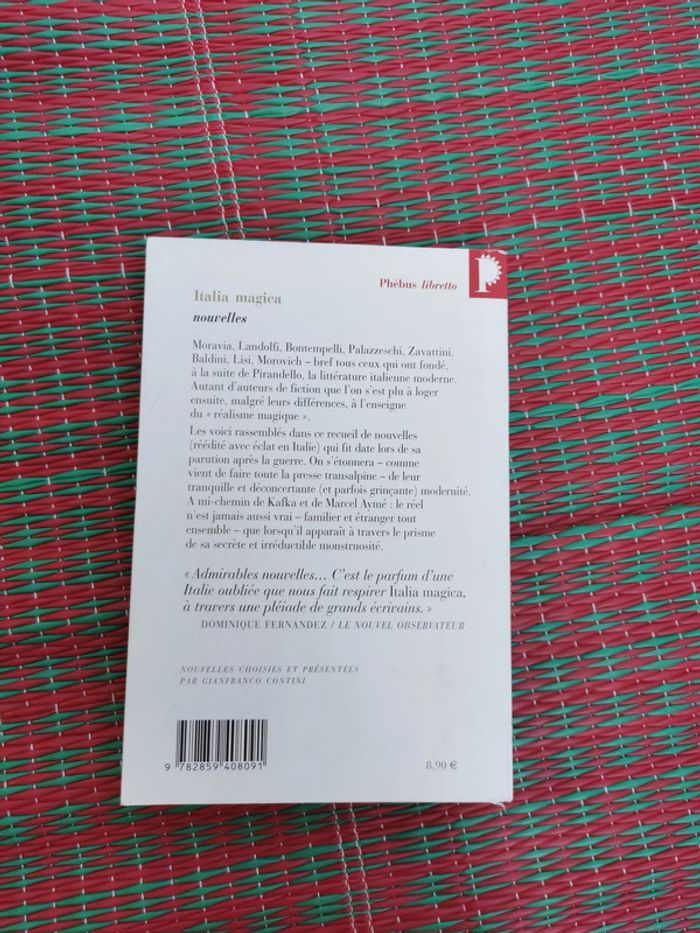 Phébus libretto
P
Italia magica
nouvelles
Moravia, Landolfi, Bontempelli, Palazzeschi, Zavattini,
Baldini, Lisi, Morovich – bref tous ceux qui ont fondé,
à la suite de Pirandello, la littérature italienne moderne.
Autant d'auteurs de fiction que l'on s'est plu à loger
ensuite, malgré leurs différences, à l'enseigne
du « réalisme magique ».
Les voici rassemblés dans ce recueil de nouvelles
(réédité avec éclat en Italie) qui fit date lors de sa
parution après la guerre. On s'étonnera – comme
vient de faire toute la presse transalpine – de leur
tranquille et déconcertante (et parfois grinçante) modernité.
A mi-chemin de Kafka et de Marcel Aymé : le réel
n'est jamais aussi vrai – familier et étranger tout
ensemble – que lorsqu'il apparaît à travers le prisme
de sa secrète et irréductible monstruosité.
« Admirables nouvelles... C'est le parfum d'une
Italie oubliée que nous fait respirer Italia magica,
à travers une pléiade de grands écrivains. »
DOMINIQUE FERNANDEZ / LE NOUVEL OBSERVATEUR
NOUVELLES CHOISIES ET PRÉSENTÉES
PAR GIANFRANCO CONTINI
9 782859 408091
8,90 €